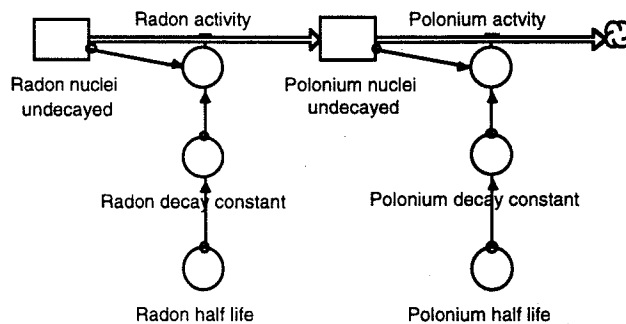 Radon activity
Polonium actvity
Radon nuclei
undecayed
Polonium nuclei
undecayed
Radon decay constant
Polonium decay constant
Radon half life
Polonium half life